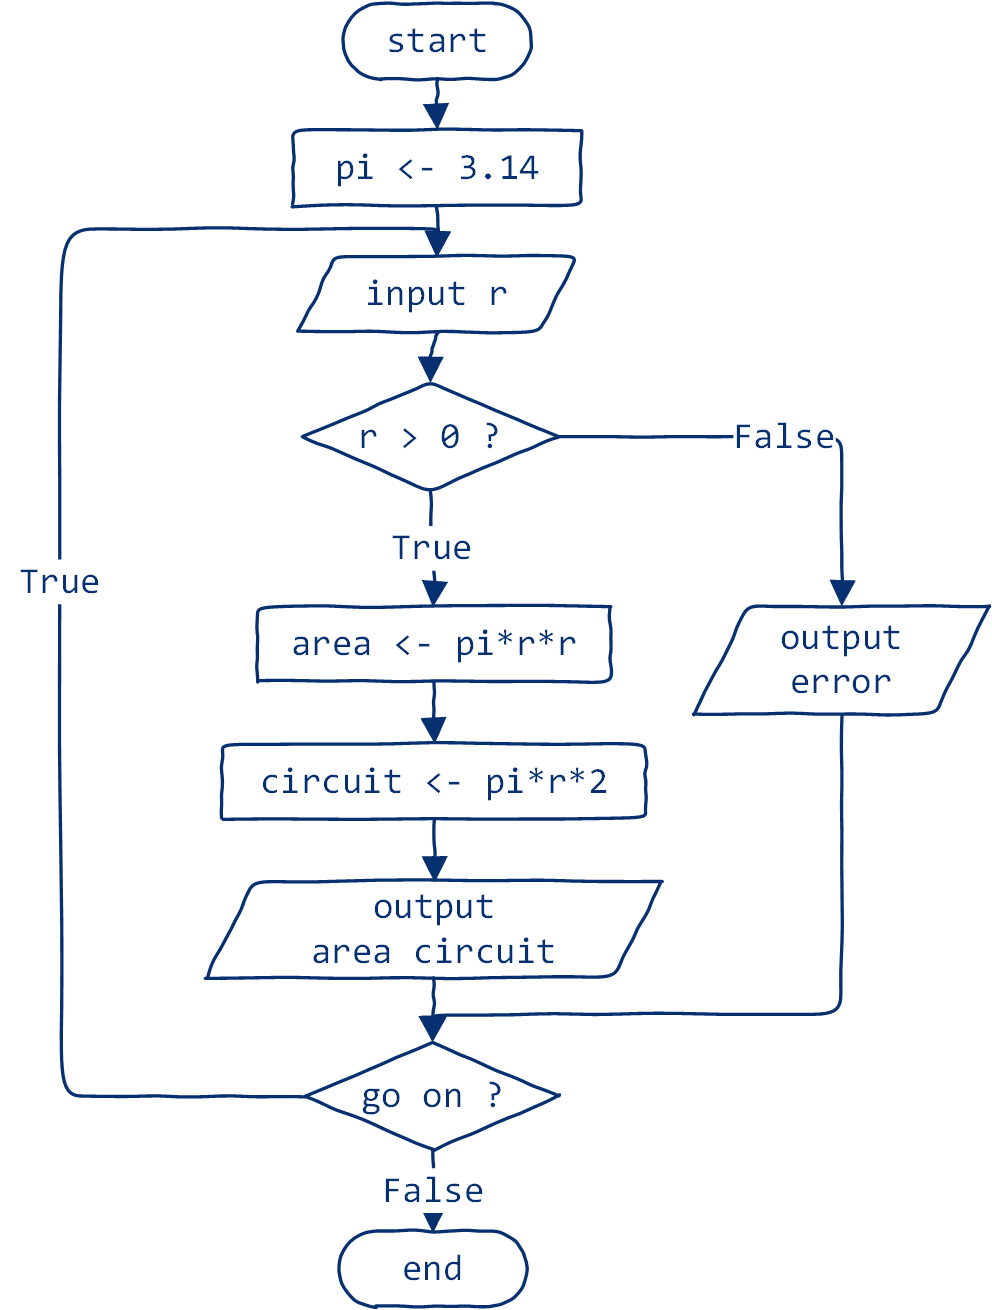 start
pi <- 3.14
input r
r > 0 ?
False
True
True
area <- pi*r*r
output
error
circuit <- pi*r*2
output
area circuit
go on ?
False
end